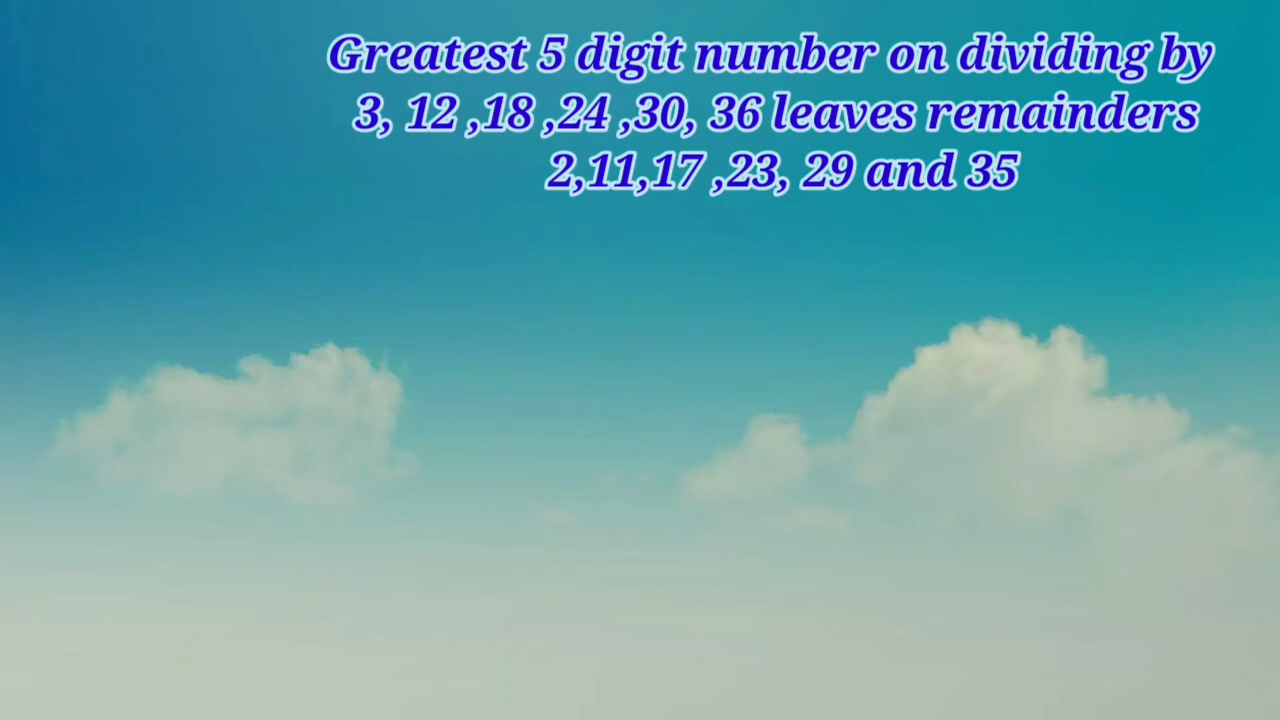 Greatest 5 digit number on dividing by
3, 12 ,18 ,24 ,30, 36 leaves remainders
2,11,17 ,23, 29 and 35